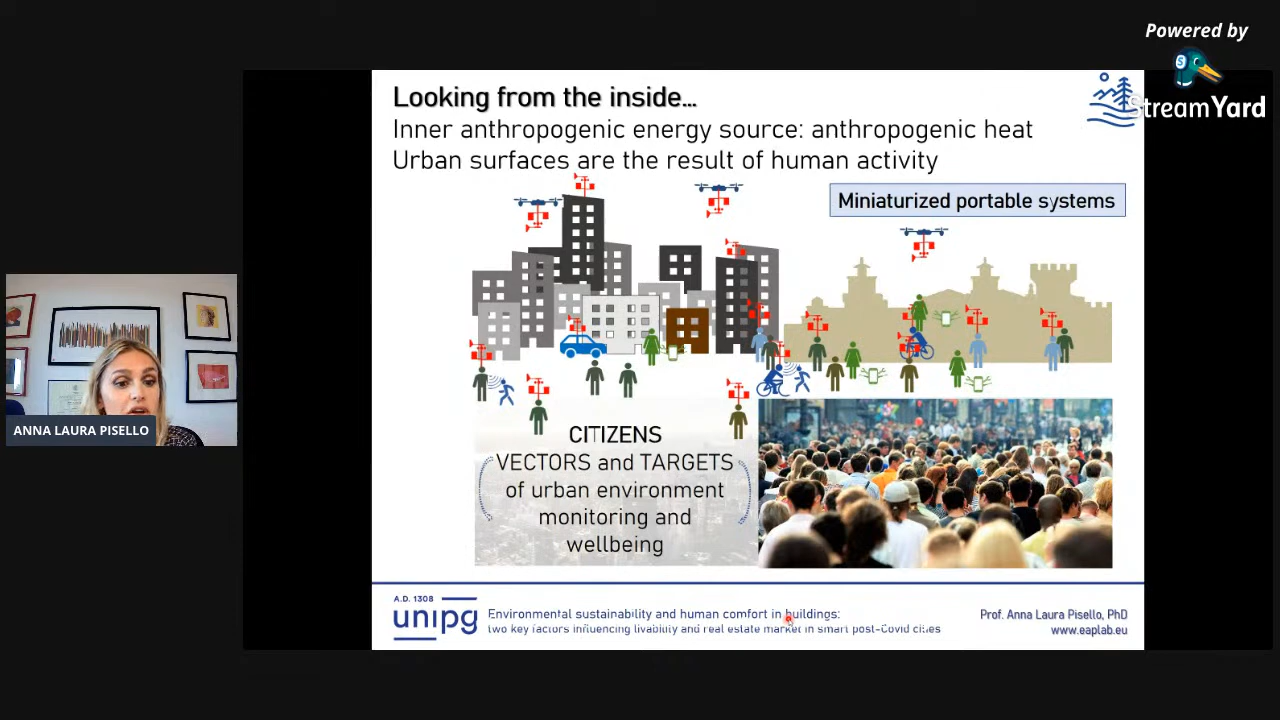 Powered by
StreamYard
Looking from the inside...
Inner anthropogenic energy source: anthropogenic heat
Urban surfaces are the result of human activity
Miniaturized portable systems
CITIZENS
VECTORS and TARGETS
of urban environment
monitoring and
wellbeing
ANNA LAURA PISELLO
A.D. 1308
unipg
Environmental sustainability and human comfort in buildings:
two key factors influencing livability and real estate market in smart post-Covid cities
Prof. Anna Laura Pisello, PhD
www.eaplab.eu